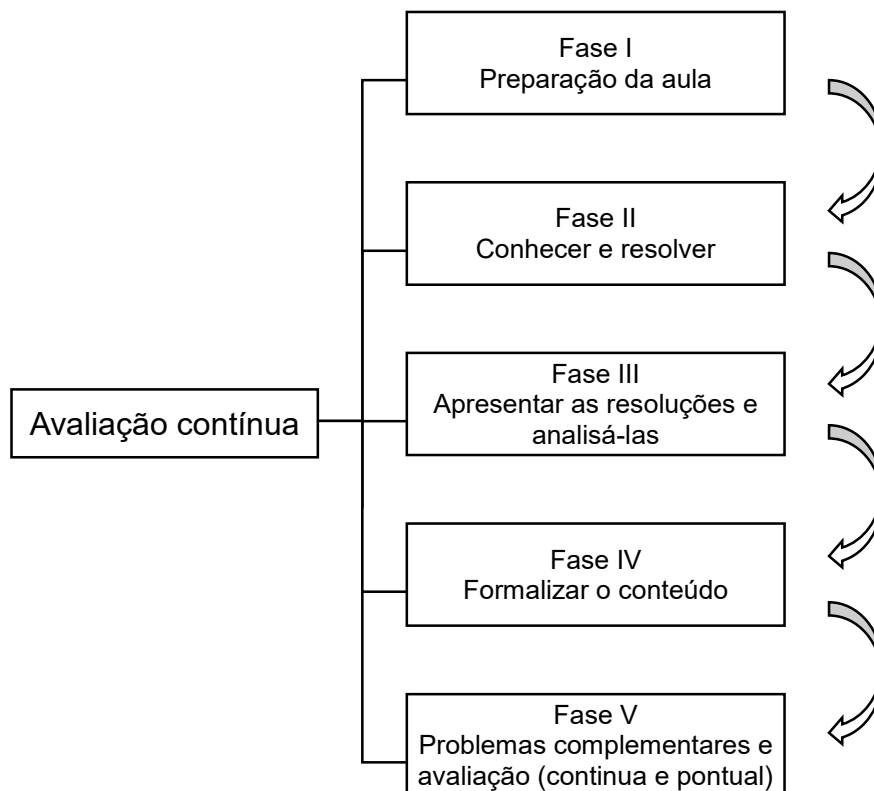 Fase I
Preparação da aula
Fase II
Conhecer e resolver
Fase III
Apresentar as resoluções e
analisá-las
Avaliação contínua
Fase IV
Formalizar o conteúdo
Fase V
Problemas complementares e
avaliação (continua e pontual)